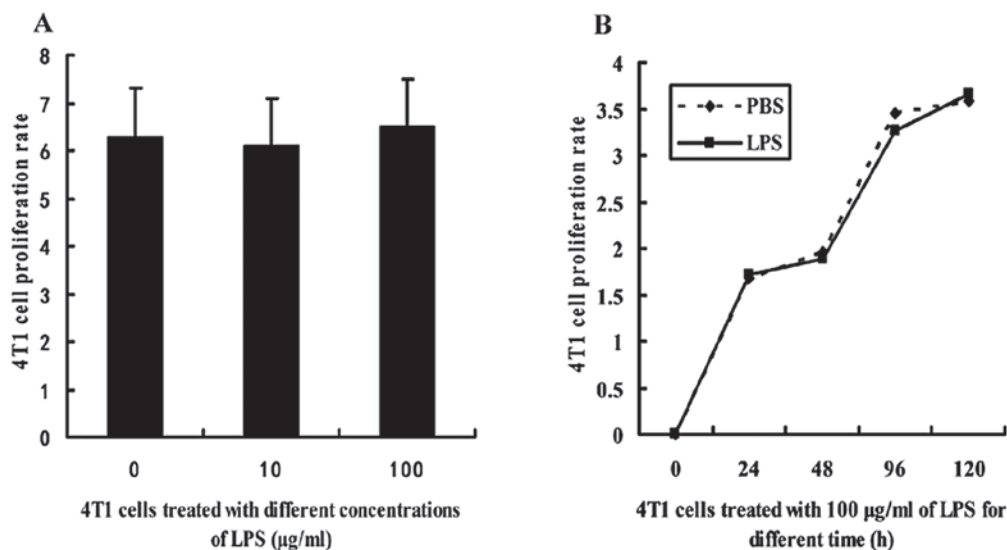 A
4T1 cell proliferation rate
8
7
6
5
4
3
2
1
0
0 10 100
4T1 cells treated with different concentrations
of LPS (μg/ml)
B
4T1 cell proliferation rate
4
3.5
3
2.5
2
1.5
1
0.5
0
PBS
LPS
0 24 48 96 120
4T1 cells treated with 100 μg/ml of LPS for
different time (h)